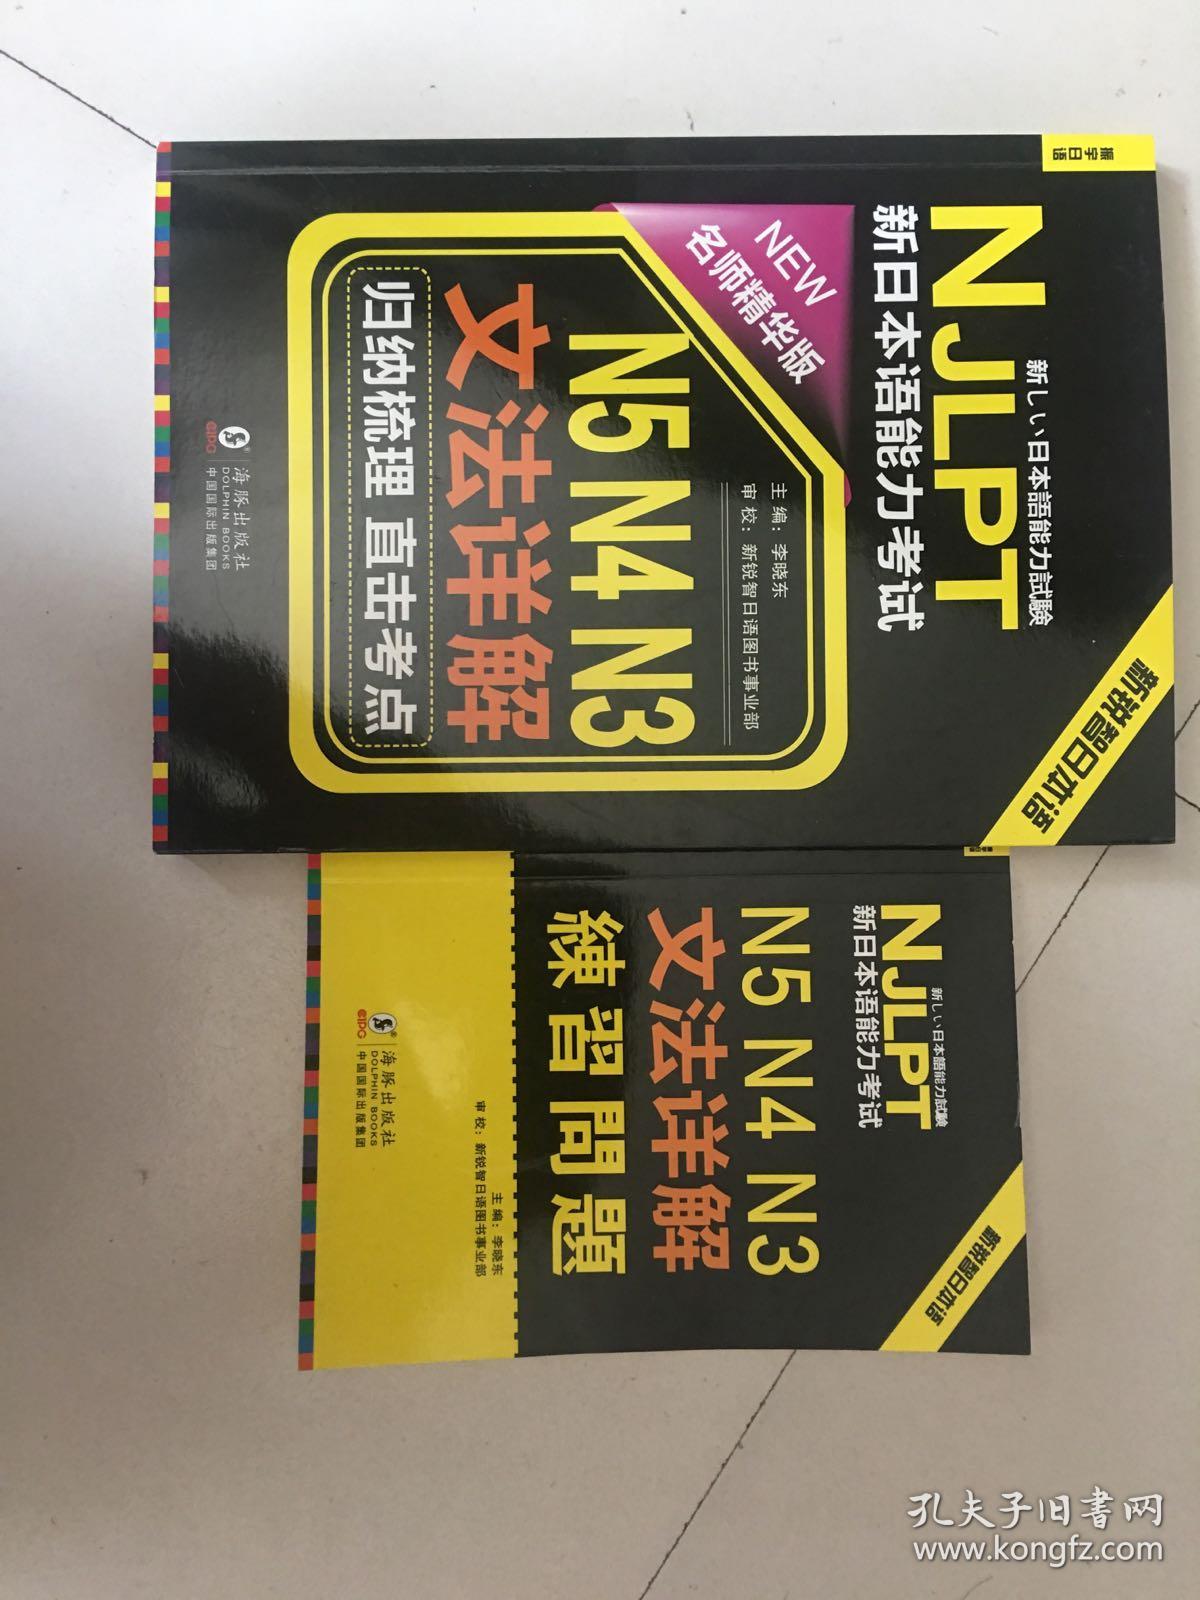 振宇日语
新しい日本語能力試験
NJLPT
新日本语能力考试
新锐智日本语
NEW
名师精华版
主编：李晓东
审校：新锐智日语图书事业部
N5 N4 N3
文法详解
归纳梳理 直击考点
海豚出版社
DOLPHIN BOOKS
中国国际出版集团
CIPG
新しい日本語能力試験
NJLPT
新日本语能力考试
新锐智日本语
N5 N4 N3
文法详解
練習問題
主编：李晓东
审校：新锐智日语图书事业部
海豚出版社
DOLPHIN BOOKS
中国国际出版集团
CIPG
孔夫子旧书网
www.kongfz.com